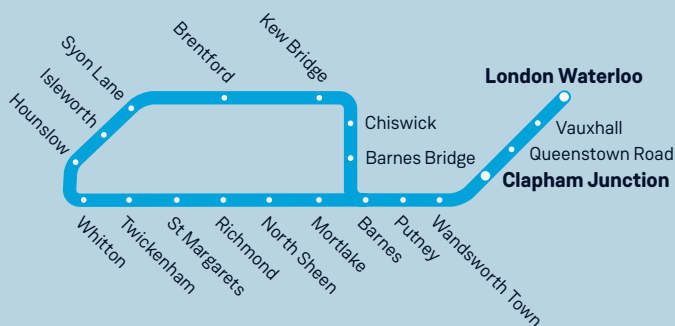 Syon Lane
Isleworth
Hounslow
Brentford
Kew Bridge
London Waterloo
Vauxhall
Queenstown Road
Clapham Junction
Chiswick
Barnes Bridge
Whitton
Twickenham
St Margarets
Richmond
North Sheen
Mortlake
Barnes
Putney
Wandsworth Town